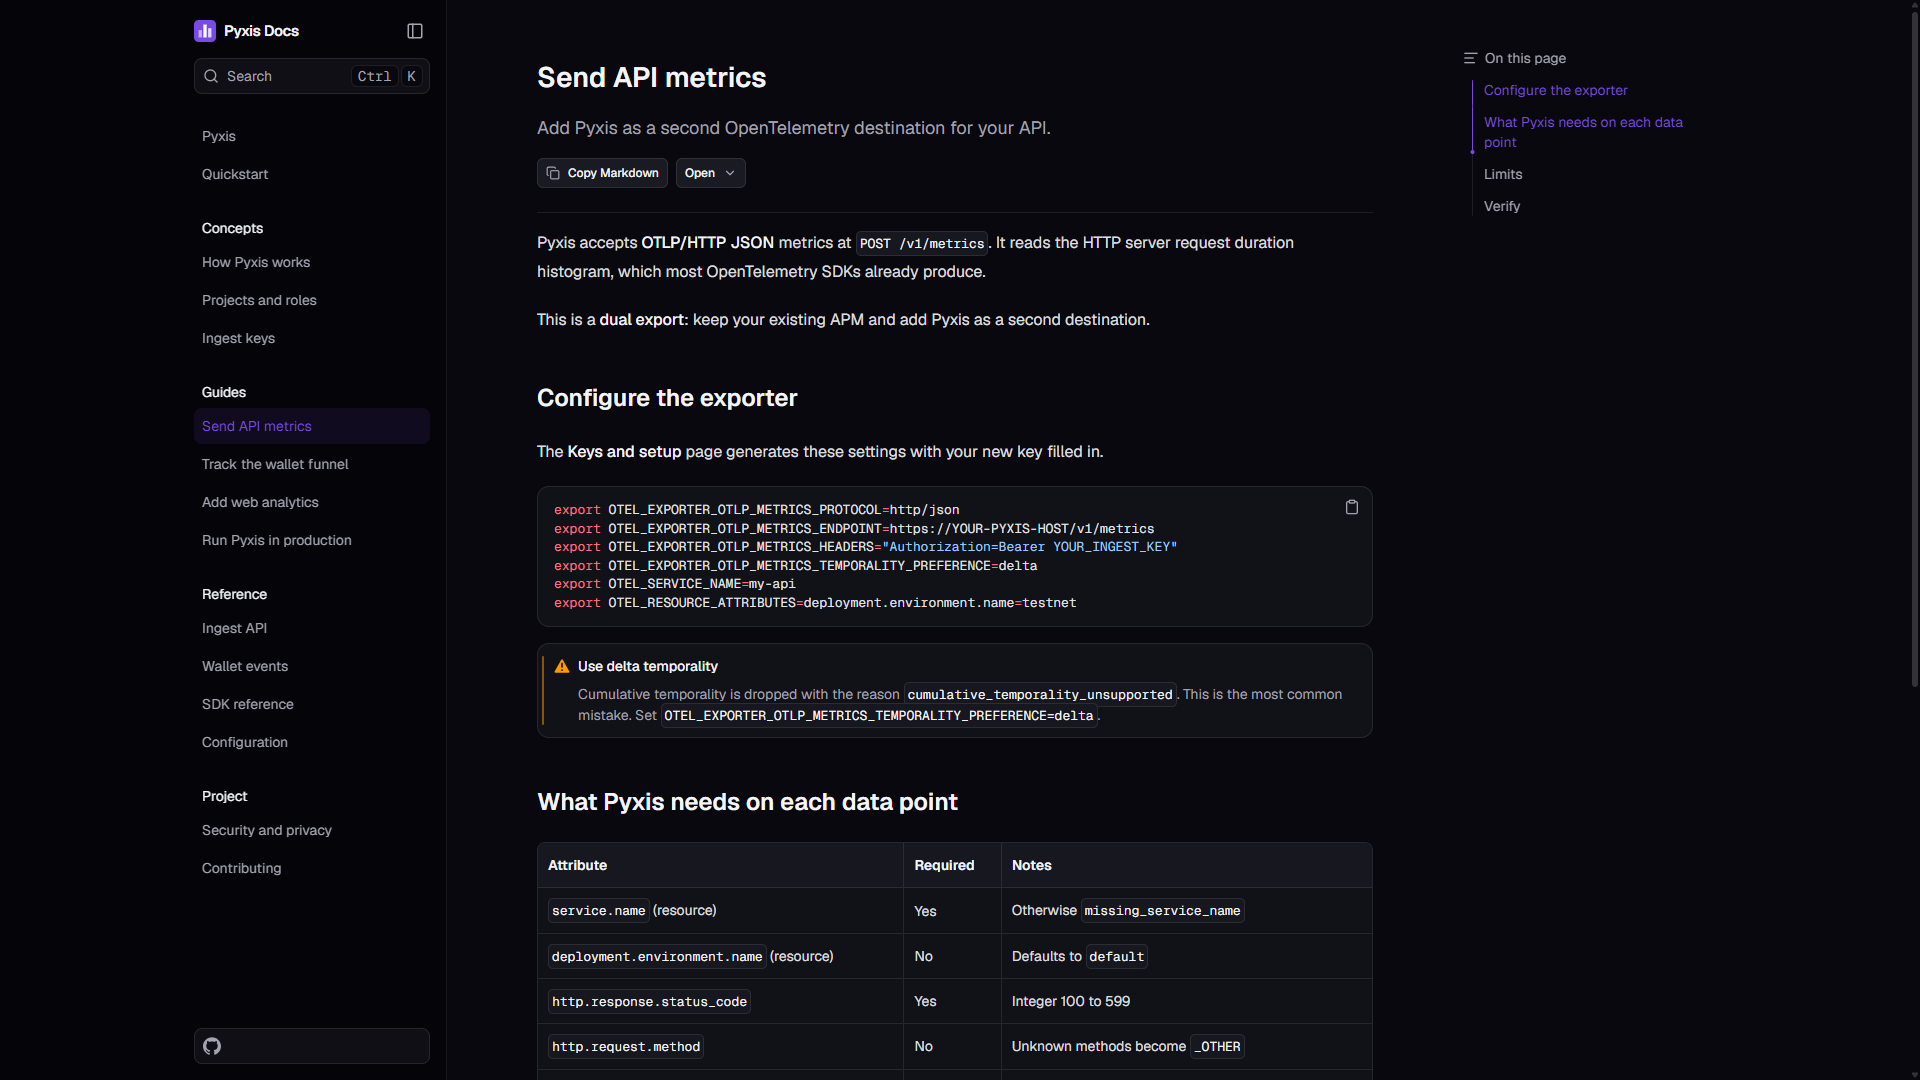 Pyxis Docs
Search Ctrl K
Pyxis
Quickstart
Concepts
How Pyxis works
Projects and roles
Ingest keys
Guides
Send API metrics
Track the wallet funnel
Add web analytics
Run Pyxis in production
Reference
Ingest API
Wallet events
SDK reference
Configuration
Project
Security and privacy
Contributing
Send API metrics
Add Pyxis as a second OpenTelemetry destination for your API.
Copy Markdown Open
Pyxis accepts OTLP/HTTP JSON metrics at POST /v1/metrics. It reads the HTTP server request duration
histogram, which most OpenTelemetry SDKs already produce.
This is a dual export: keep your existing APM and add Pyxis as a second destination.
Configure the exporter
The Keys and setup page generates these settings with your new key filled in.
export OTEL_EXPORTER_OTLP_METRICS_PROTOCOL=http/json
export OTEL_EXPORTER_OTLP_METRICS_ENDPOINT=https://YOUR-PYXIS-HOST/v1/metrics
export OTEL_EXPORTER_OTLP_METRICS_HEADERS="Authorization=Bearer YOUR_INGEST_KEY"
export OTEL_EXPORTER_OTLP_METRICS_TEMPORALITY_PREFERENCE=delta
export OTEL_SERVICE_NAME=my-api
export OTEL_RESOURCE_ATTRIBUTES=deployment.environment.name=testnet
Use delta temporality
Cumulative temporality is dropped with the reason cumulative_temporality_unsupported. This is the most common
mistake. Set OTEL_EXPORTER_OTLP_METRICS_TEMPORALITY_PREFERENCE=delta.
What Pyxis needs on each data point
Attribute Required Notes
service.name (resource) Yes Otherwise missing_service_name
deployment.environment.name (resource) No Defaults to default
http.response.status_code Yes Integer 100 to 599
http.request.method No Unknown methods become _OTHER
On this page
Configure the exporter
What Pyxis needs on each data
point
Limits
Verify